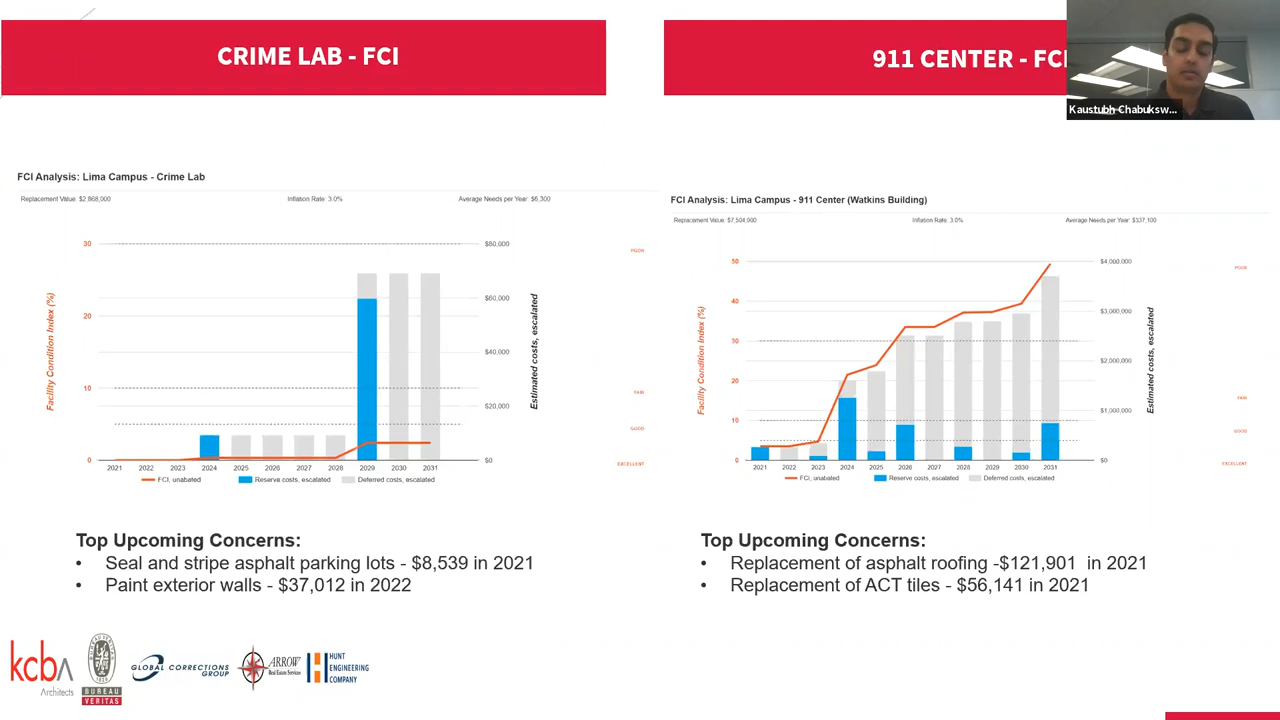 CRIME LAB - FCI
FCI Analysis: Lima Campus - Crime Lab
Replacement Value: $2,868,000
Inflation Rate: 3.0%
Average Needs per Year: $6,300
30
20
10
0
Facility Condition Index (%)
$80,000
$60,000
$40,000
$20,000
$0
Estimated costs, escalated
POOR
FAIR
GOOD
EXCELLENT
2021 2022 2023 2024 2025 2026 2027 2028 2029 2030 2031
FCI, unabated
Reserve costs, escalated
Deferred costs, escalated
Top Upcoming Concerns:
• Seal and stripe asphalt parking lots - $8,539 in 2021
• Paint exterior walls - $37,012 in 2022
911 CENTER - FCI
Kaustubh Chabuksw...
FCI Analysis: Lima Campus - 911 Center (Watkins Building)
Replacement Value: $7,504,000
Inflation Rate: 3.0%
Average Needs per Year: $337,100
50
40
30
20
10
0
Facility Condition Index (%)
$4,000,000
$3,000,000
$2,000,000
$1,000,000
$0
Estimated costs, escalated
POOR
FAIR
GOOD
EXCELLENT
2021 2022 2023 2024 2025 2026 2027 2028 2029 2030 2031
FCI, unabated
Reserve costs, escalated
Deferred costs, escalated
Top Upcoming Concerns:
• Replacement of asphalt roofing -$121,901 in 2021
• Replacement of ACT tiles - $56,141 in 2021
kcba
Architects
BUREAU VERITAS
1828
BUREAU
VERITAS
GLOBAL CORRECTIONS
GROUP
ARROW
Real Estate Services
HUNT
ENGINEERING
COMPANY